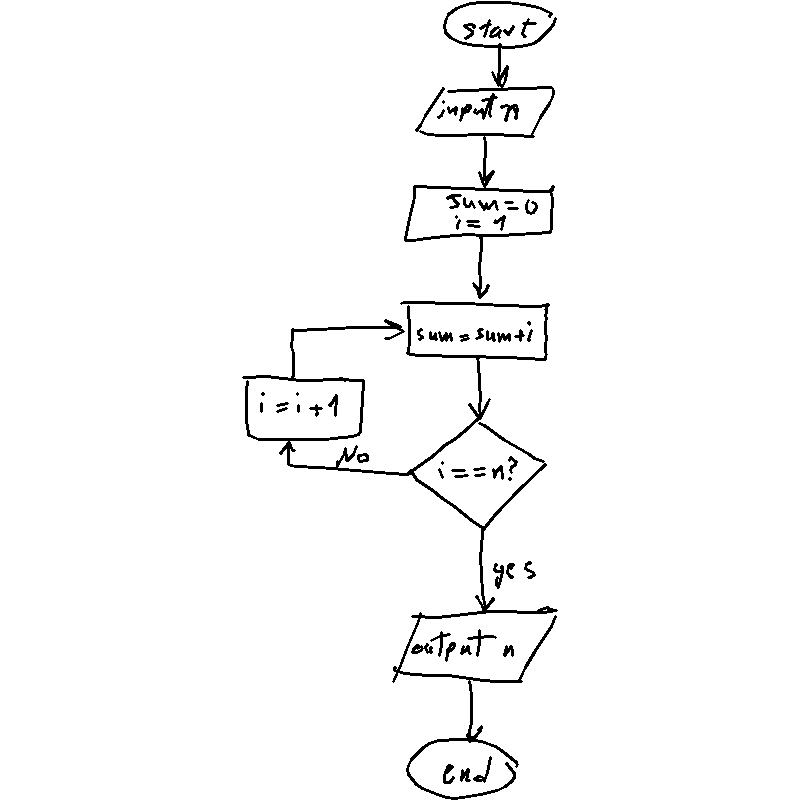 start
input n
sum = 0
i = 1
sum = sum + i
i = i + 1
No
i == n?
yes
output n
end